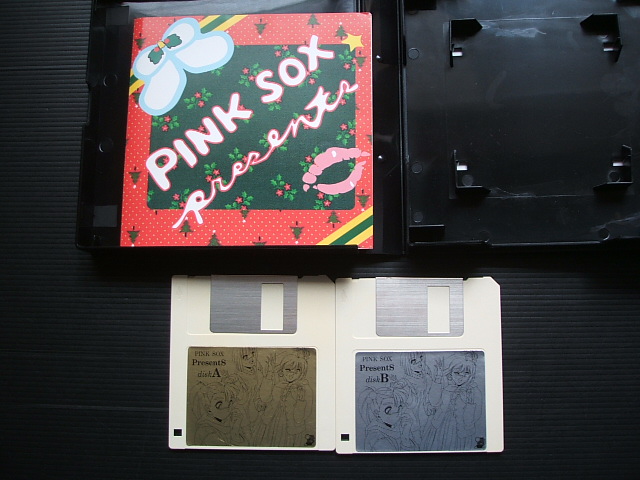 PINK SOX
presents
PINK SOX
PresentS
diskA
PINK SOX
PresentS
diskB